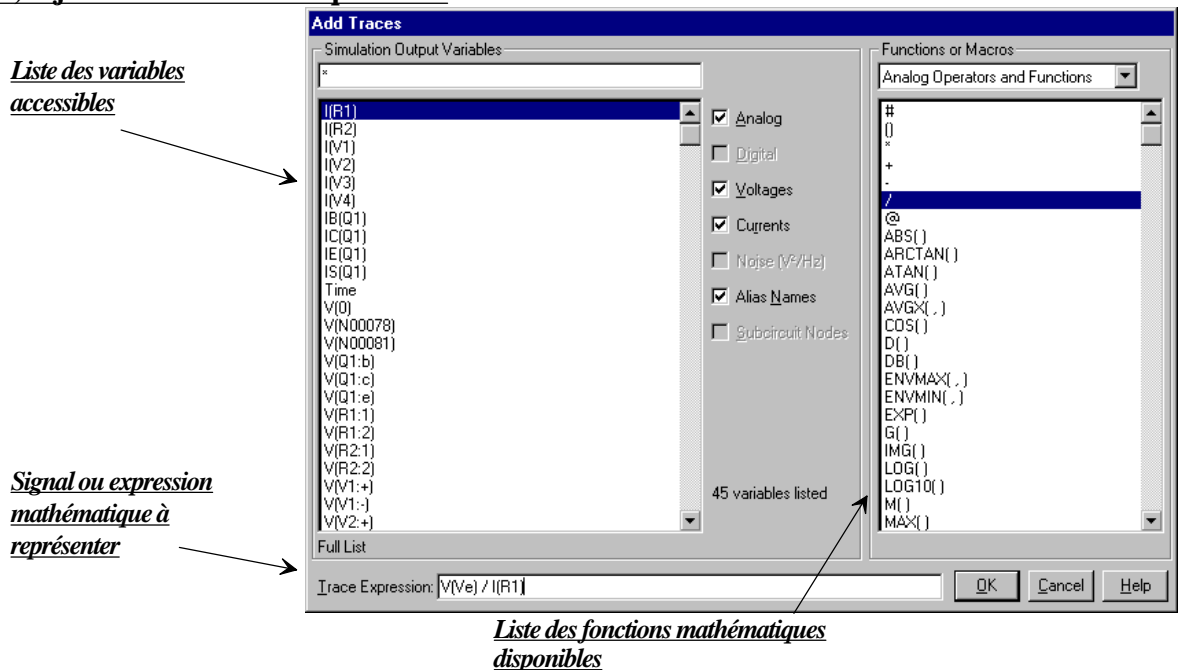 Add Traces
Simulation Output Variables
Functions or Macros
Liste des variables
accessibles
*
Analog Operators and Functions
I(R1)
I(R2)
I(V1)
I(V2)
I(V3)
I(V4)
IB(Q1)
IC(Q1)
IE(Q1)
IS(Q1)
Time
V(0)
V(N00078)
V(N00081)
V(Q1:b)
V(Q1:c)
V(Q1:e)
V(R1:1)
V(R1:2)
V(R2:1)
V(R2:2)
V(V1:+)
V(V1:-)
V(V2:+)
Analog
Digital
Voltages
Currents
Noise (V²/Hz)
Alias Names
Subcircuit Nodes
45 variables listed
#
()
*
+
-
/
@
ABS( )
ARCTAN( )
ATAN( )
AVG( )
AVGX( , )
COS( )
D( )
DB( )
ENVMAX( , )
ENVMIN( , )
EXP( )
G( )
IMG( )
LOG( )
LOG10( )
M( )
MAX( )
Signal ou expression
mathématique à
représenter
Full List
Trace Expression: V(Ve) / I(R1)
OK
Cancel
Help
Liste des fonctions mathématiques
disponibles